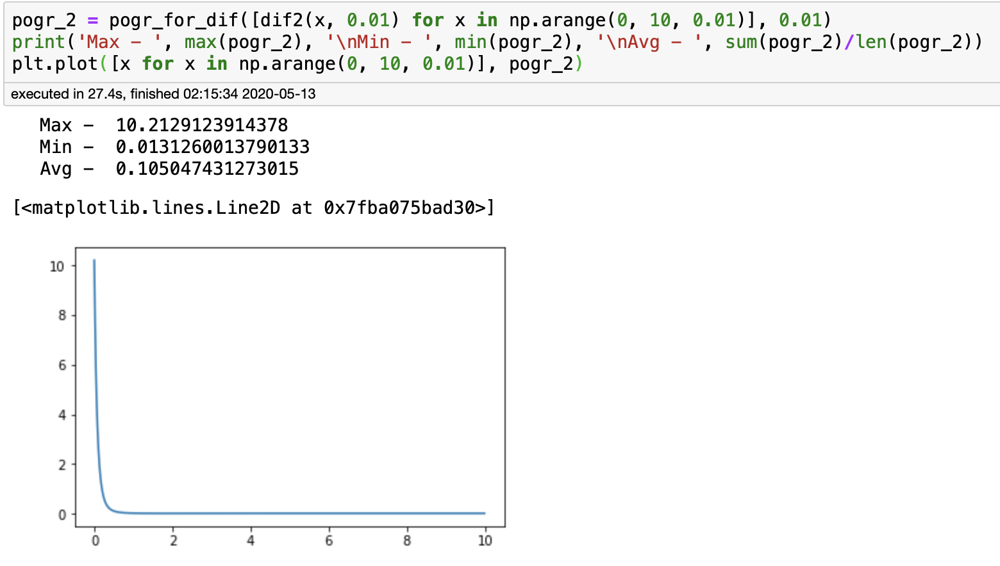 pogr_2 = pogr_for_dif([dif2(x, 0.01) for x in np.arange(0, 10, 0.01)], 0.01)
print('Max – ', max(pogr_2), '\nMin – ', min(pogr_2), '\nAvg – ', sum(pogr_2)/len(pogr_2))
plt.plot([x for x in np.arange(0, 10, 0.01)], pogr_2)
executed in 27.4s, finished 02:15:34 2020-05-13
Max –  10.2129123914378
Min –  0.0131260013790133
Avg –  0.105047431273015
[<matplotlib.lines.Line2D at 0x7fba075bad30>]
10
8
6
4
2
0
0 2 4 6 8 10